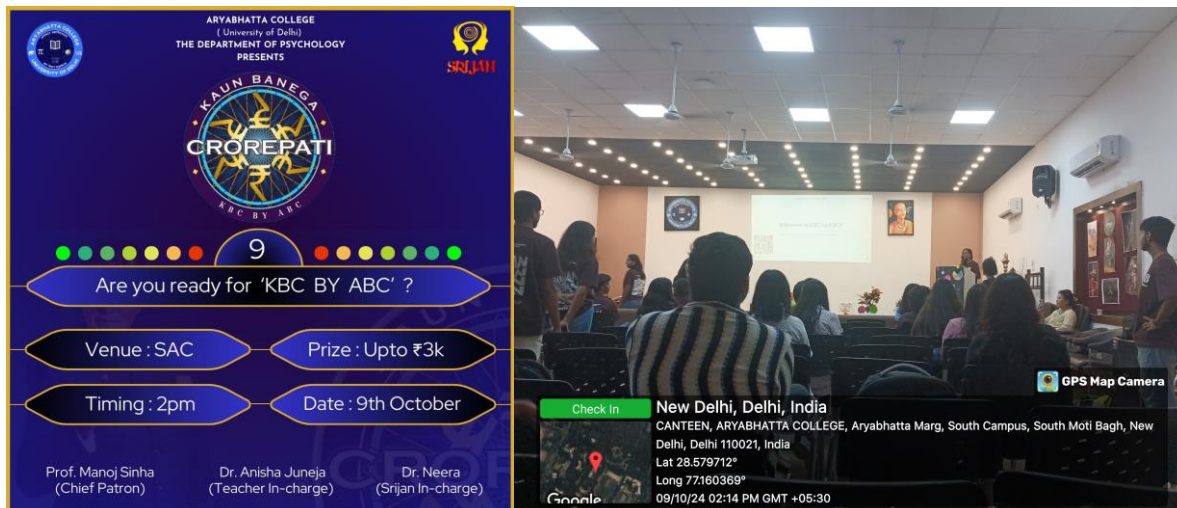 ARYABHATTA COLLEGE
( University of Delhi)
THE DEPARTMENT OF PSYCHOLOGY
PRESENTS
SRIJAN
KAUN BANEGA
CROREPATI
KBC BY ABC
9
Are you ready for ‘KBC BY ABC’ ?
Venue : SAC
Prize : Upto ₹3k
Timing : 2pm
Date : 9th October
Prof. Manoj Sinha
(Chief Patron)
Dr. Anisha Juneja
(Teacher In-charge)
Dr. Neera
(Srijan In-charge)
GPS Map Camera
Check In
Google
New Delhi, Delhi, India
CANTEEN, ARYABHATTA COLLEGE, Aryabhatta Marg, South Campus, South Moti Bagh, New
Delhi, Delhi 110021, India
Lat 28.579712°
Long 77.160369°
09/10/24 02:14 PM GMT +05:30